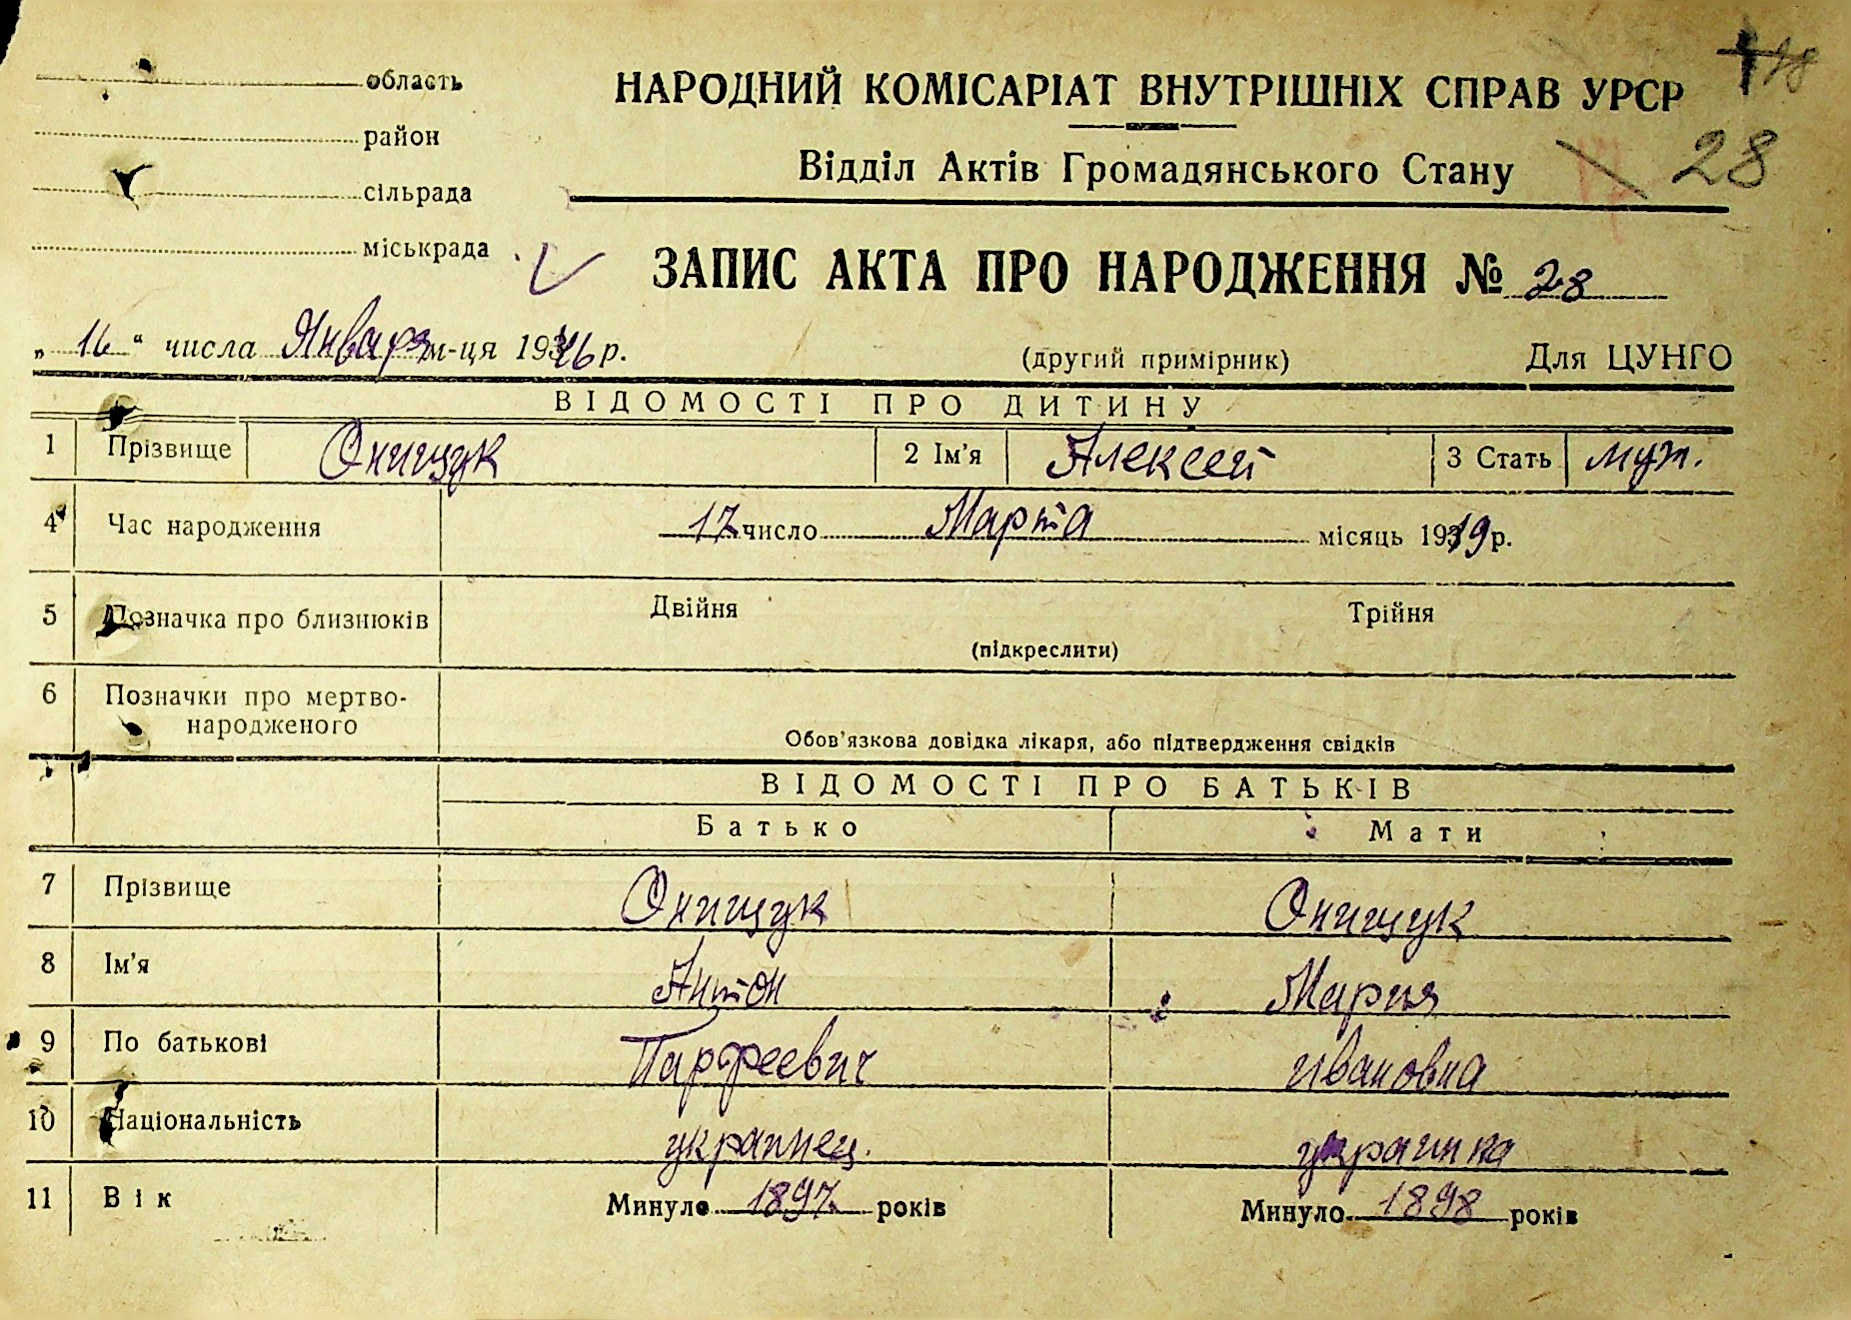 область
район
сільрада
міськрада
НАРОДНИЙ КОМІСАРІАТ ВНУТРІШНІХ СПРАВ УРСР
28
Відділ Актів Громадянського Стану
ЗАПИС АКТА ПРО НАРОДЖЕННЯ № 28
„16“ числа Января м-ця 1946 р.
(другий примірник) Для ЦУНГО
ВІДОМОСТІ ПРО ДИТИНУ
1 Прізвище Онищук 2 Ім'я Алексей 3 Стать муж.
4 Час народження 17 число Марта місяць 1919 р.
5 Позначка про близнюків Двійня Трійня
(підкреслити)
6 Позначки про мертво-
народженого
Обов'язкова довідка лікаря, або підтвердження свідків
ВІДОМОСТІ ПРО БАТЬКІВ
Батько Мати
7 Прізвище Онищук Онищук
8 Ім'я Антон Мария
9 По батькові Парфеевич Ивановна
10 Національність украинец. украинка
11 Вік Минуло 1897 років Минуло 1898 років